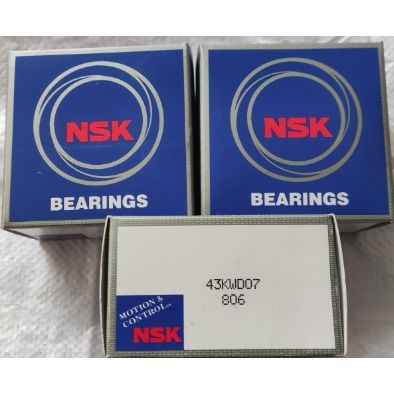 NSK
BEARINGS
NSK
BEARINGS
43KWD07
806
MOTION &
CONTROL
NSK